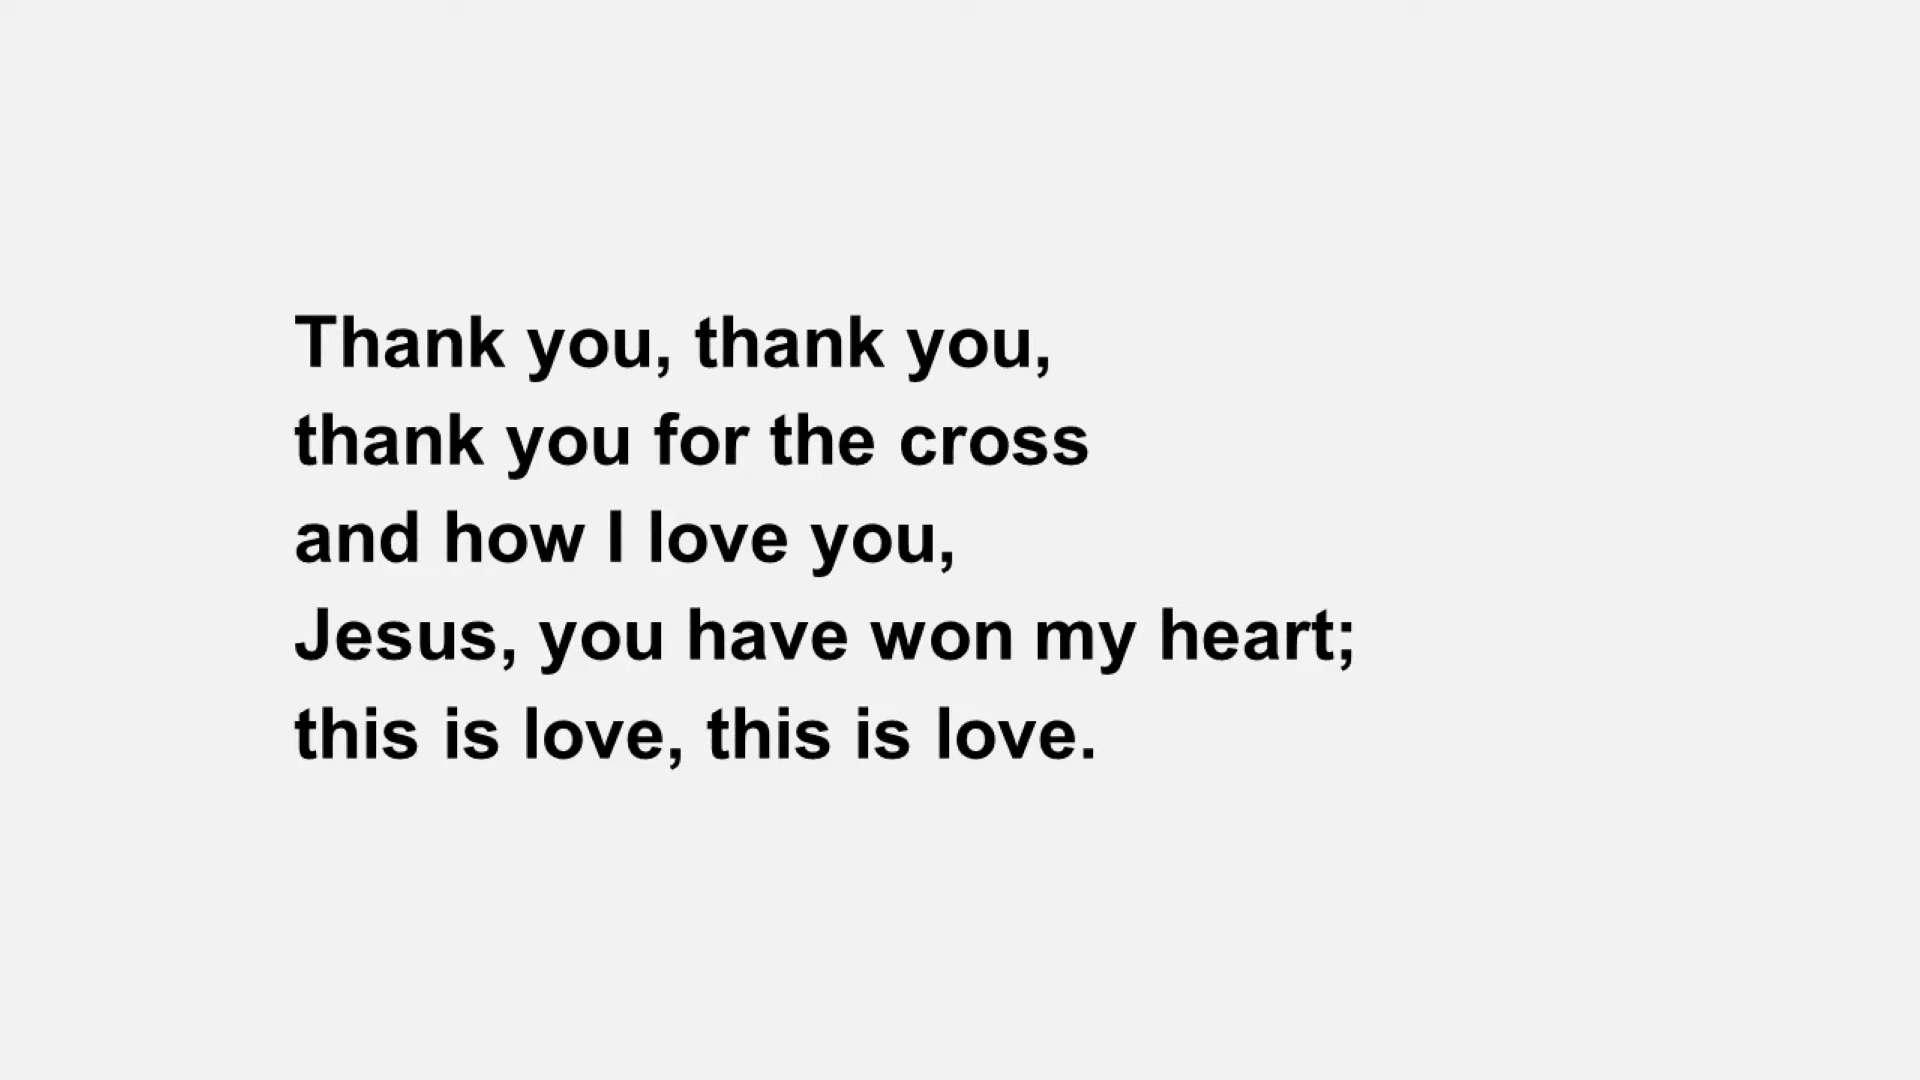 Thank you, thank you,
thank you for the cross
and how I love you,
Jesus, you have won my heart;
this is love, this is love.